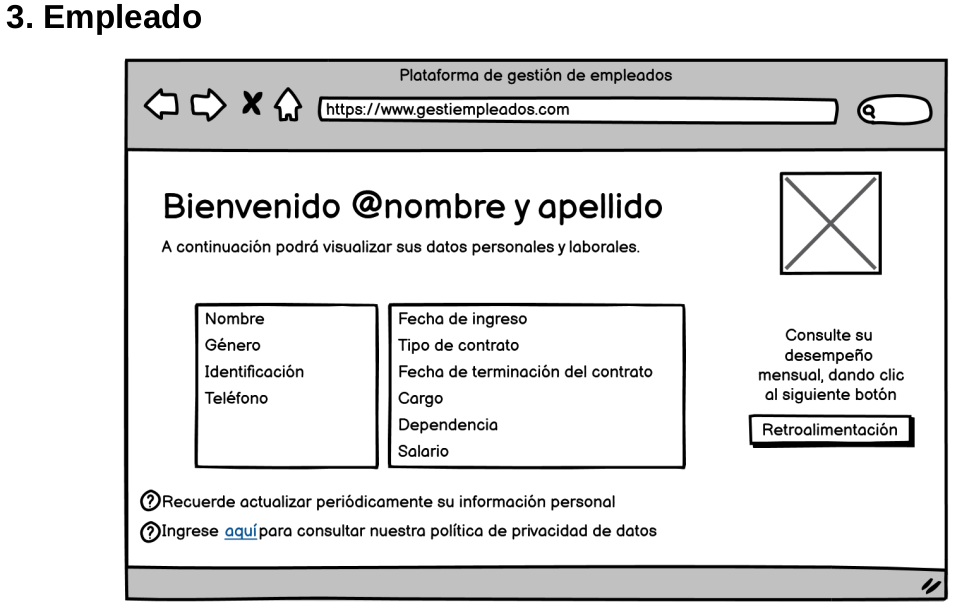 3. Empleado
Plataforma de gestión de empleados
https://www.gestiempleados.com
Bienvenido @nombre y apellido
A continuación podrá visualizar sus datos personales y laborales.
Nombre
Género
Identificación
Teléfono
Fecha de ingreso
Tipo de contrato
Fecha de terminación del contrato
Cargo
Dependencia
Salario
Consulte su
desempeño
mensual, dando clic
al siguiente botón
Retroalimentación
?Recuerde actualizar periódicamente su información personal
?Ingrese aquí para consultar nuestra política de privacidad de datos